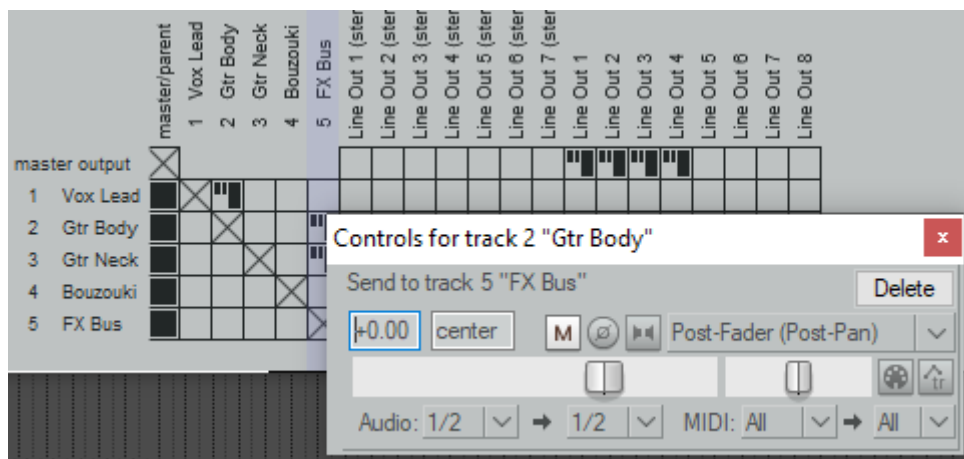 master/parent
1 Vox Lead
2 Gtr Body
3 Gtr Neck
4 Bouzouki
5 FX Bus
Line Out 1 (ster
Line Out 2 (ster
Line Out 3 (ster
Line Out 4 (ster
Line Out 5 (ster
Line Out 6 (ster
Line Out 7 (ster
Line Out 1
Line Out 2
Line Out 3
Line Out 4
Line Out 5
Line Out 6
Line Out 7
Line Out 8
master output
1 Vox Lead
2 Gtr Body
3 Gtr Neck
4 Bouzouki
5 FX Bus
Controls for track 2 "Gtr Body" x
Send to track 5 "FX Bus" Delete
+0.00 center M Post-Fader (Post-Pan)
tr
Audio: 1/2 → 1/2 MIDI: All → All